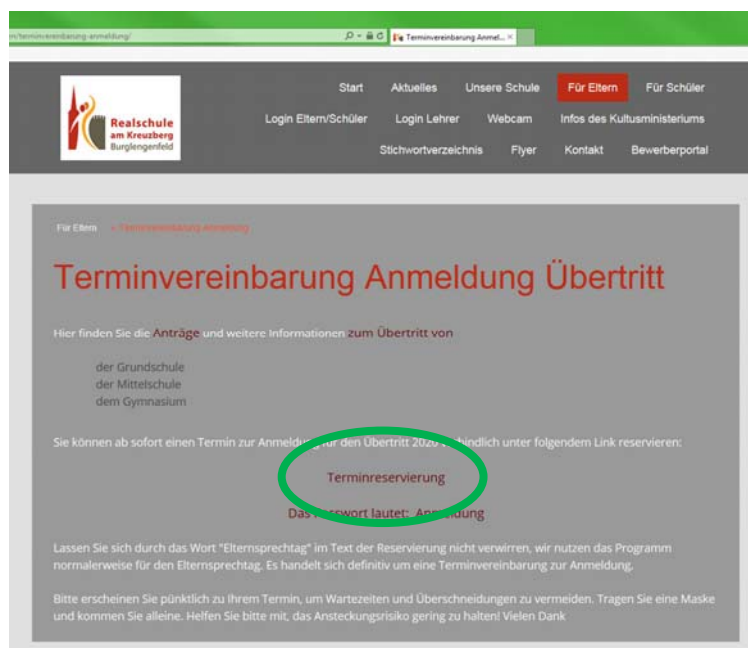 m/terminvereinbarung-anmeldung/
Terminvereinbarung Anmel...
Start Aktuelles Unsere Schule Für Eltern Für Schüler
Realschule
am Kreuzberg
Burglengenfeld
Login Eltern/Schüler Login Lehrer Webcam Infos des Kultusministeriums
Stichwortverzeichnis Flyer Kontakt Bewerberportal
Für Eltern » Terminvereinbarung Anmeldung
Terminvereinbarung Anmeldung Übertritt
Hier finden Sie die Anträge und weitere Informationen zum Übertritt von
der Grundschule
der Mittelschule
dem Gymnasium
Sie können ab sofort einen Termin zur Anmeldung für den Übertritt 2020 verbindlich unter folgendem Link reservieren:
Terminreservierung
Das Passwort lautet: Anmeldung
Lassen Sie sich durch das Wort "Elternsprechtag" im Text der Reservierung nicht verwirren, wir nutzen das Programm
normalerweise für den Elternsprechtag. Es handelt sich definitiv um eine Terminvereinbarung zur Anmeldung.
Bitte erscheinen Sie pünktlich zu Ihrem Termin, um Wartezeiten und Überschneidungen zu vermeiden. Tragen Sie eine Maske
und kommen Sie alleine. Helfen Sie bitte mit, das Ansteckungsrisiko gering zu halten! Vielen Dank